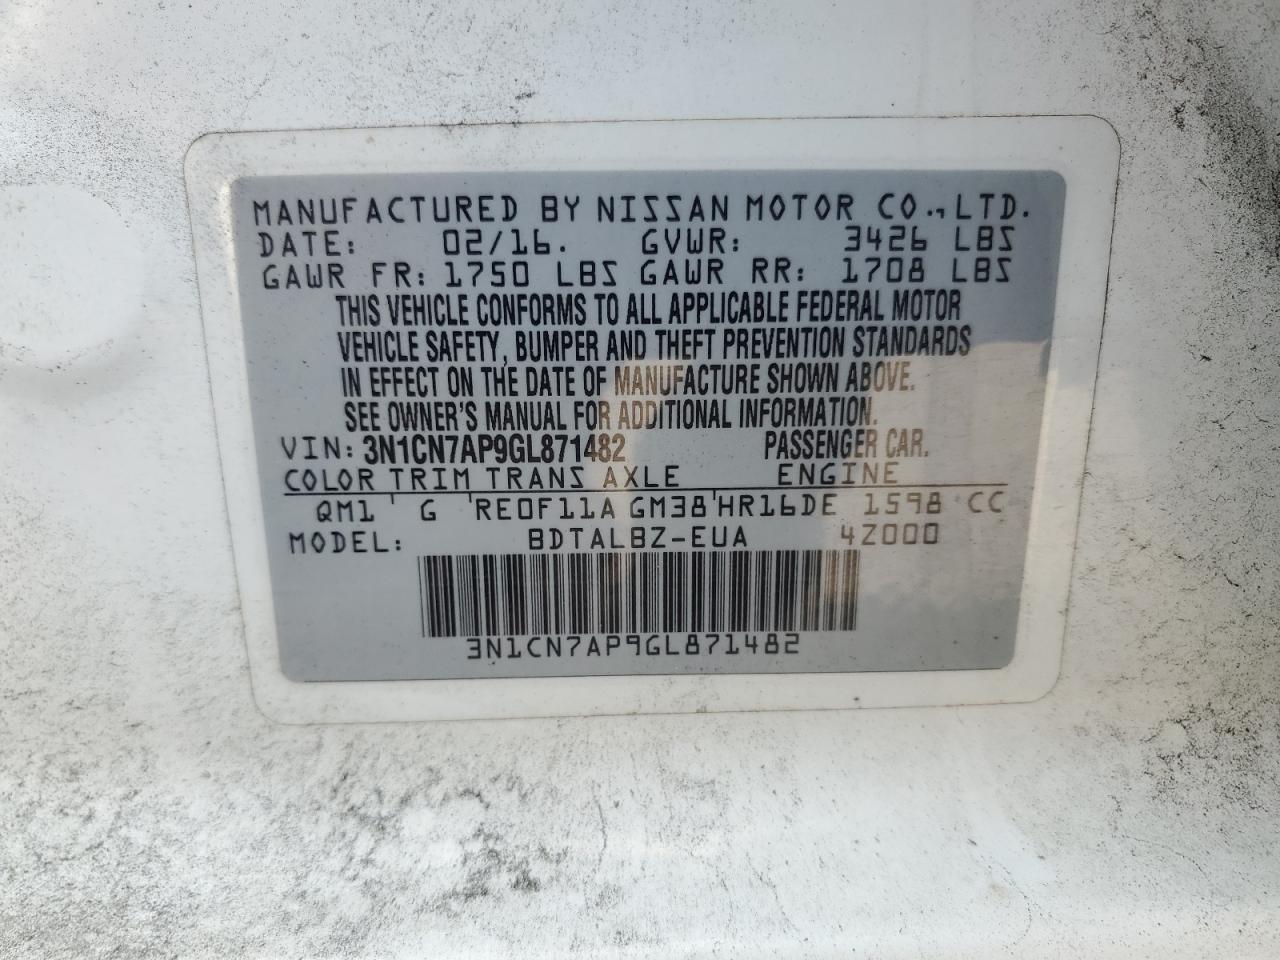 MANUFACTURED BY NISSAN MOTOR CO., LTD.
DATE: 02/16. GVWR: 3426 LBS
GAWR FR: 1750 LBS GAWR RR: 1708 LBS
THIS VEHICLE CONFORMS TO ALL APPLICABLE FEDERAL MOTOR
VEHICLE SAFETY, BUMPER AND THEFT PREVENTION STANDARDS
IN EFFECT ON THE DATE OF MANUFACTURE SHOWN ABOVE.
SEE OWNER'S MANUAL FOR ADDITIONAL INFORMATION.
VIN: 3N1CN7AP9GL871482 PASSENGER CAR.
COLOR TRIM TRANS AXLE ENGINE
QM1 ' G ' RE0F11A GM38 ' HR16DE 1598 CC
MODEL: BDTALBZ-EUA 4Z000
3N1CN7AP9GL871482